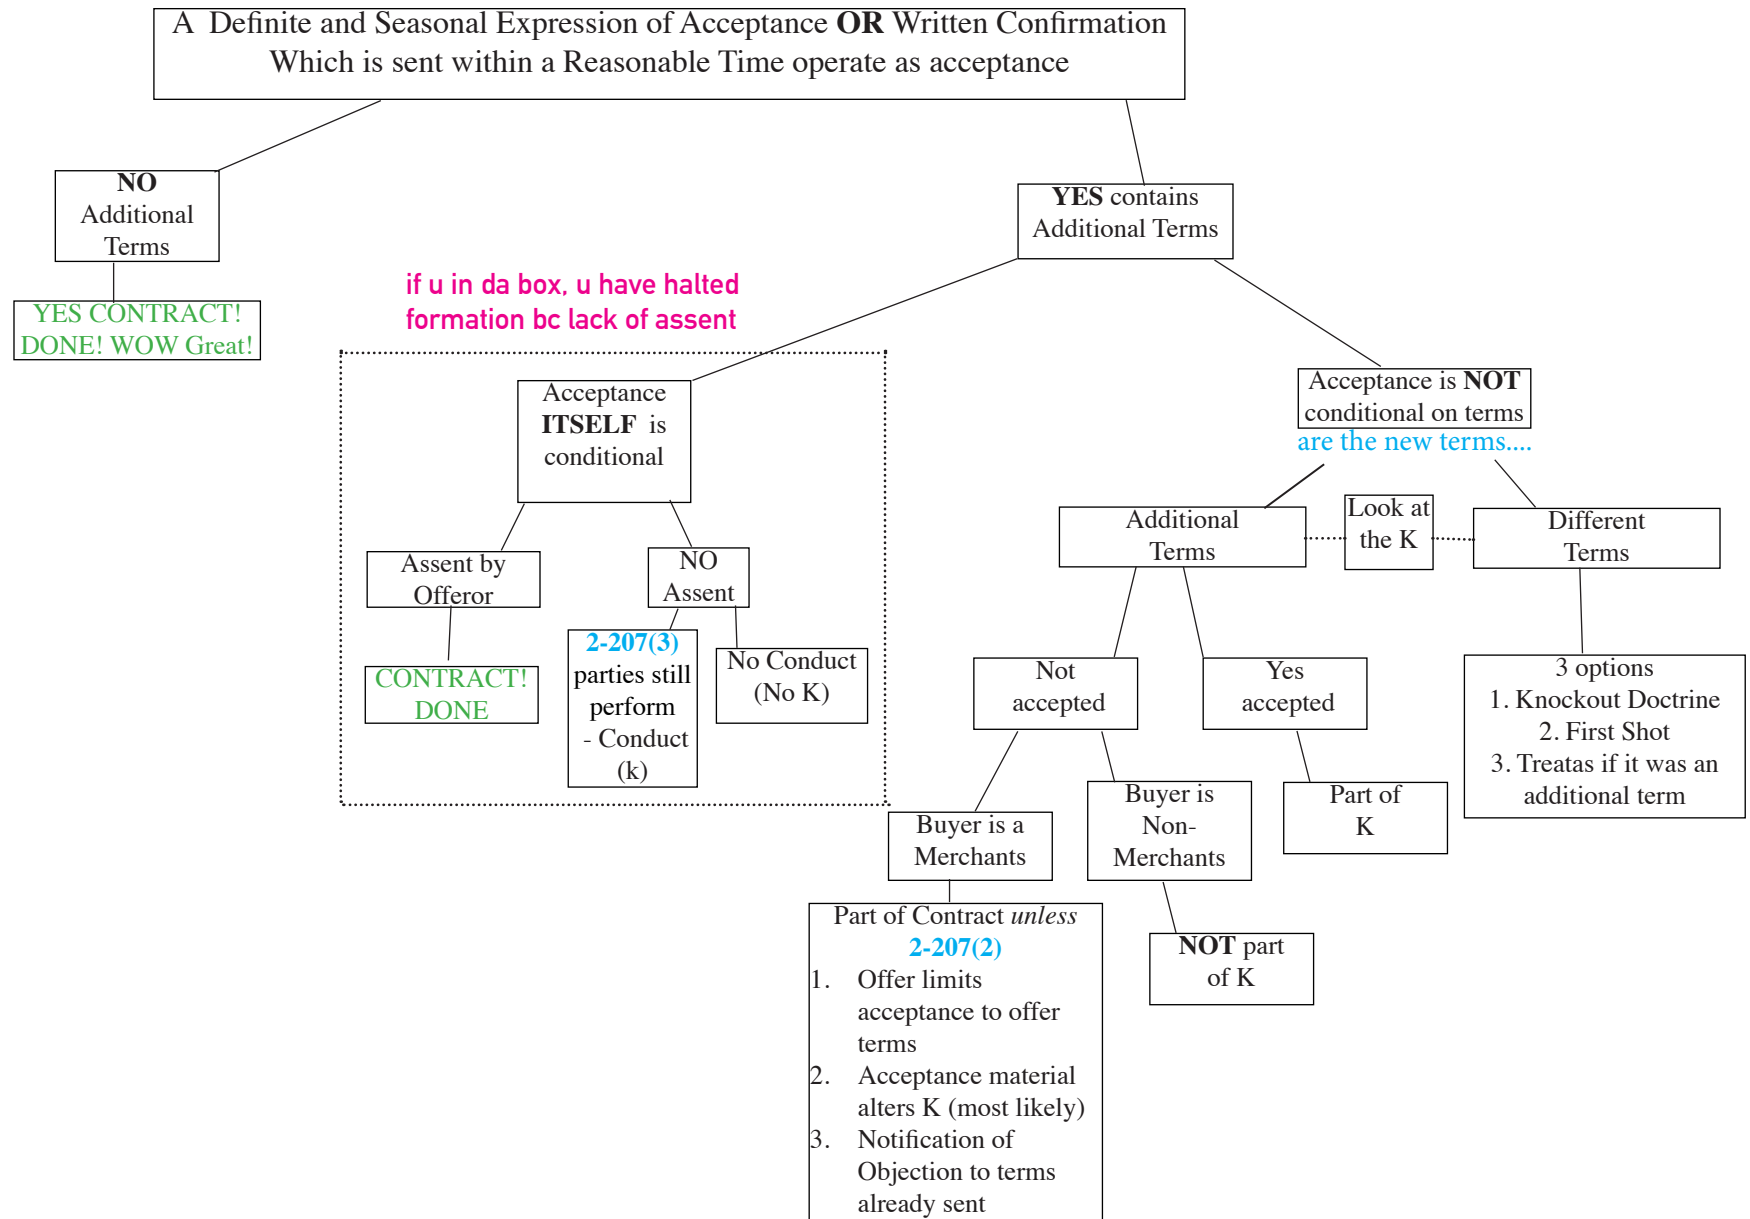 A Definite and Seasonal Expression of Acceptance OR Written Confirmation
Which is sent within a Reasonable Time operate as acceptance
NO
Additional
Terms
YES CONTRACT!
DONE! WOW Great!
YES contains
Additional Terms
if u in da box, u have halted
formation bc lack of assent
Acceptance
ITSELF is
conditional
Assent by
Offeror
CONTRACT!
DONE
NO
Assent
2-207(3)
parties still
perform
- Conduct
(k)
No Conduct
(No K)
Acceptance is NOT
conditional on terms
are the new terms....
Additional
Terms
Look at
the K
Different
Terms
Not
accepted
Yes
accepted
3 options
1. Knockout Doctrine
2. First Shot
3. Treatas if it was an
additional term
Buyer is a
Merchants
Buyer is
Non-
Merchants
Part of
K
Part of Contract unless
2-207(2)
1. Offer limits
acceptance to offer
terms
2. Acceptance material
alters K (most likely)
3. Notification of
Objection to terms
already sent
NOT part
of K